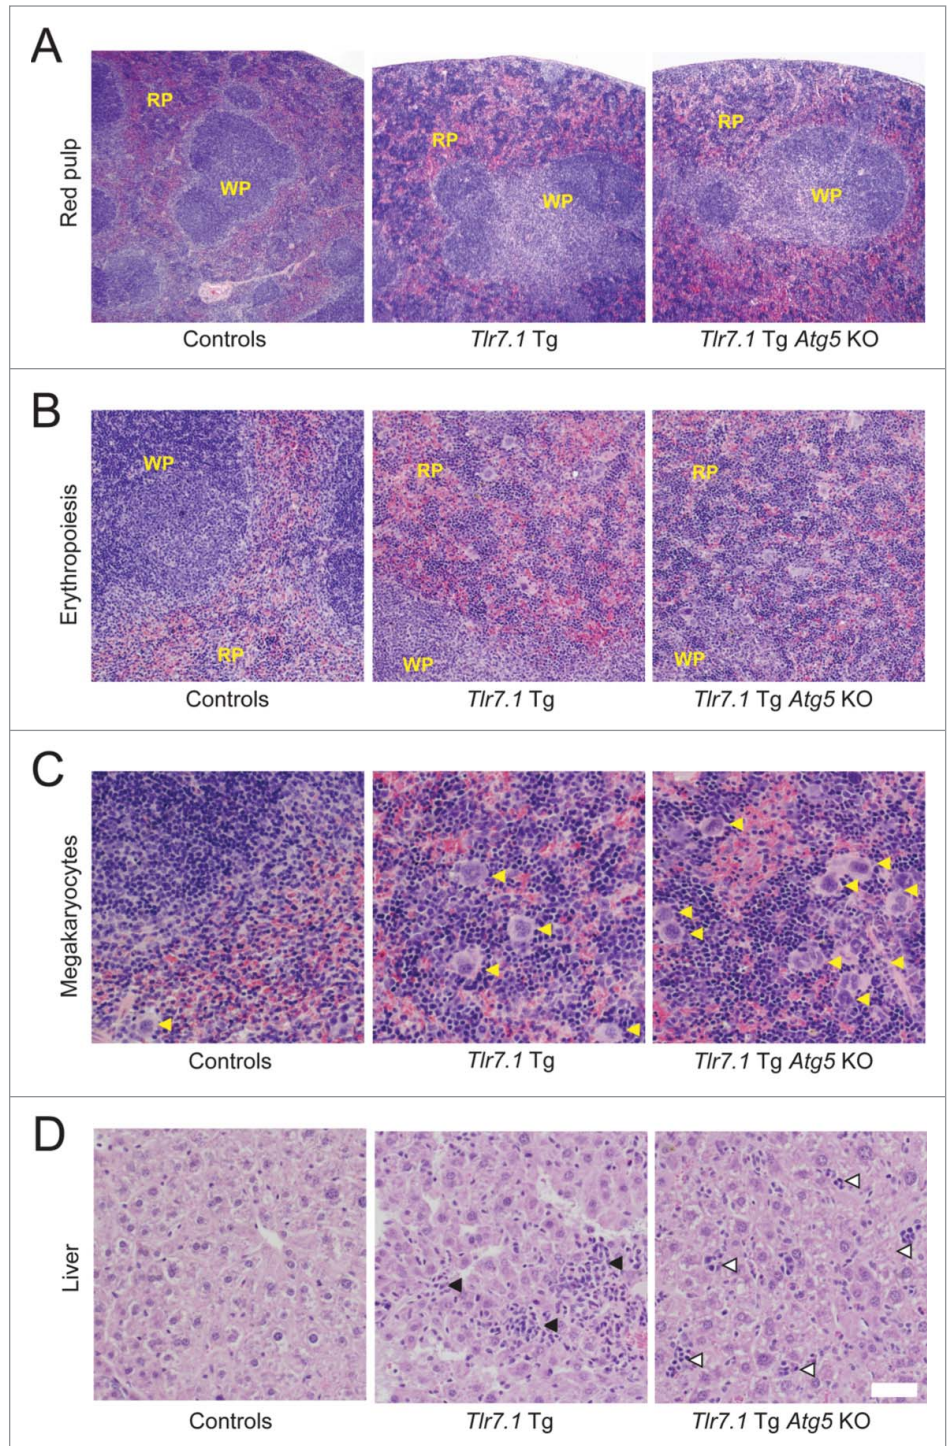 A
Red pulp
RP
WP
RP
WP
RP
WP
Controls
Tlr7.1 Tg
Tlr7.1 Tg Atg5 KO
B
Erythropoiesis
WP
RP
RP
WP
RP
WP
Controls
Tlr7.1 Tg
Tlr7.1 Tg Atg5 KO
C
Megakaryocytes
Controls
Tlr7.1 Tg
Tlr7.1 Tg Atg5 KO
D
Liver
Controls
Tlr7.1 Tg
Tlr7.1 Tg Atg5 KO